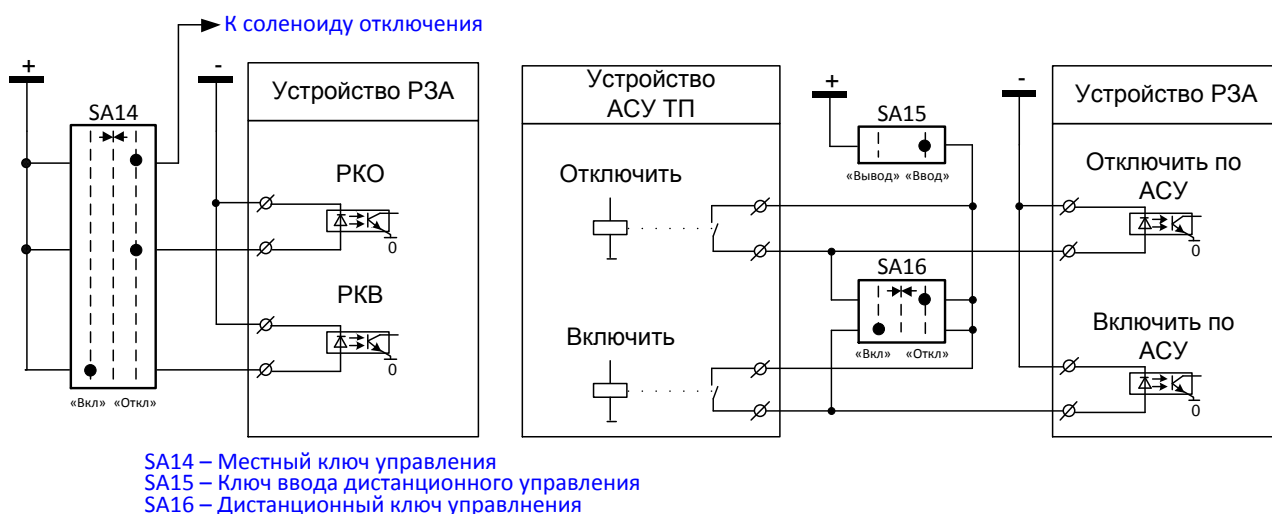 К соленоиду отключения
+
-
Устройство РЗА
SA14
РКО
0
РКВ
0
«Вкл» «Откл»
Устройство
АСУ ТП
Отключить
Включить
+
SA15
«Вывод» «Ввод»
SA16
«Вкл» «Откл»
-
Устройство РЗА
Отключить по
АСУ
0
Включить по
АСУ
0
SA14 – Местный ключ управления
SA15 – Ключ ввода дистанционного управления
SA16 – Дистанционный ключ управлнения